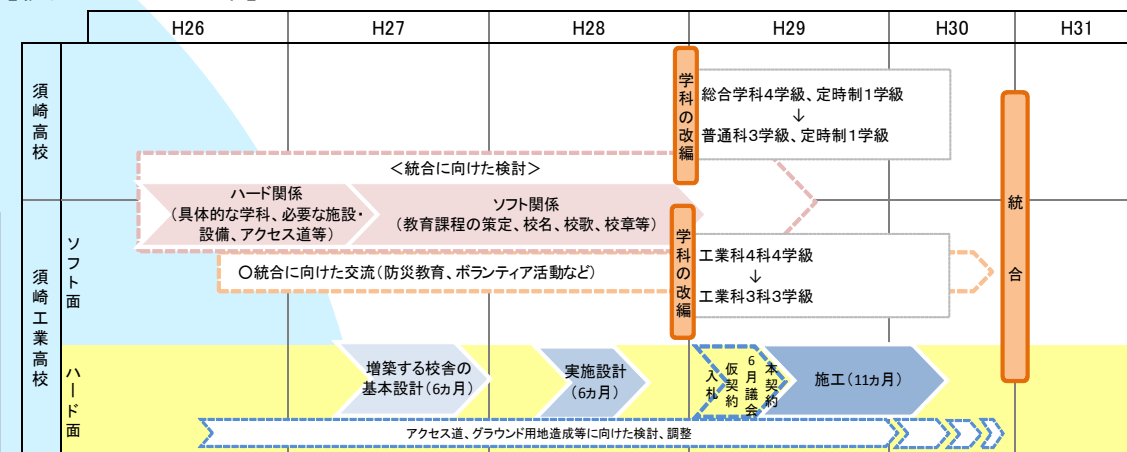 H26
H27
H28
H29
H30
H31
須崎高校
須崎工業高校
ソフト面
ハード面
学科の改編
総合学科4学級、定時制1学級
↓
普通科3学級、定時制1学級
<統合に向けた検討>
ハード関係
(具体的な学科、必要な施設・
設備、アクセス道等)
ソフト関係
(教育課程の策定、校名、校歌、校章等)
○統合に向けた交流(防災教育、ボランティア活動など)
学科の改編
工業科4科4学級
↓
工業科3科3学級
統合
増築する校舎の
基本設計(6ヵ月)
実施設計
(6ヵ月)
入札
仮契約
6月議会
本契約
施工(11ヵ月)
アクセス道、グラウンド用地造成等に向けた検討、調整